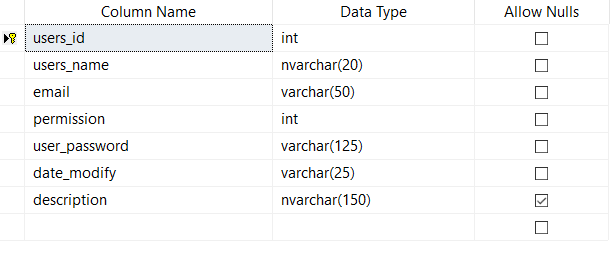 Column Name Data Type Allow Nulls
users_id int
users_name nvarchar(20)
email varchar(50)
permission int
user_password varchar(125)
date_modify varchar(25)
description nvarchar(150)